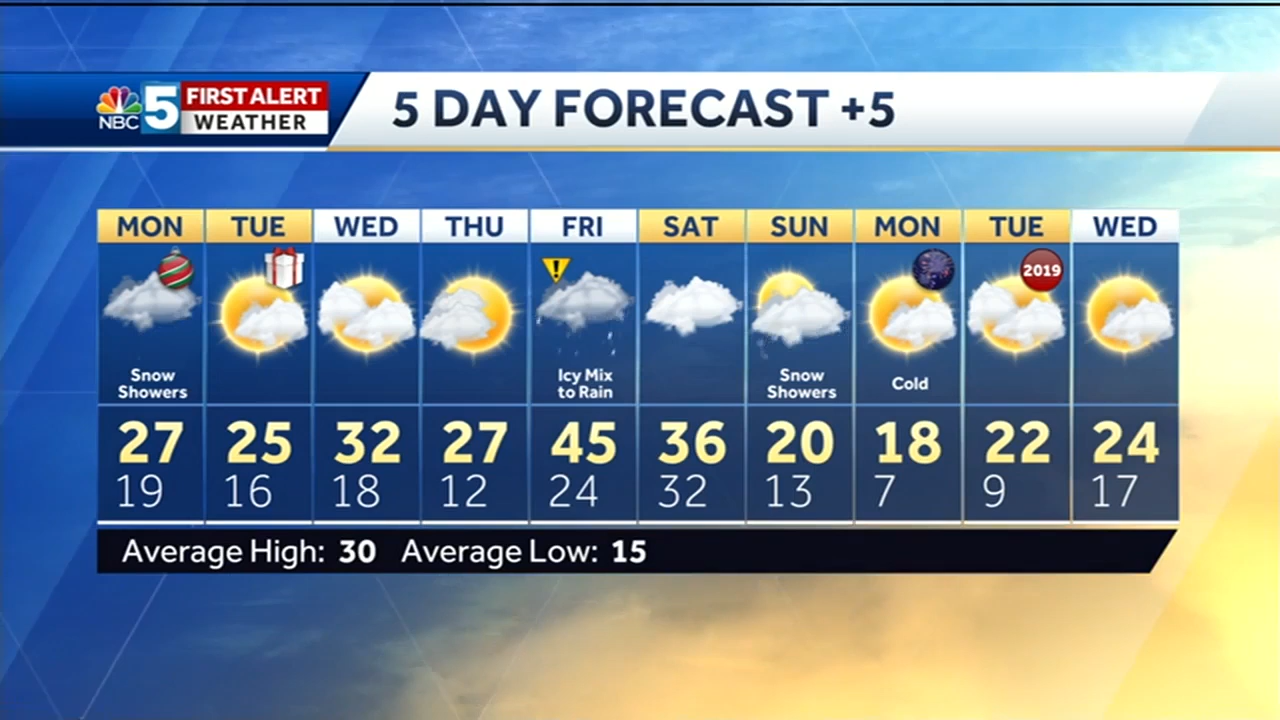 NBC 5 FIRST ALERT
WEATHER
5 DAY FORECAST +5
MON TUE WED THU FRI SAT SUN MON TUE WED
2019
Snow
Showers
Icy Mix
to Rain
Snow
Showers
Cold
27 25 32 27 45 36 20 18 22 24
19 16 18 12 24 32 13 7 9 17
Average High: 30 Average Low: 15